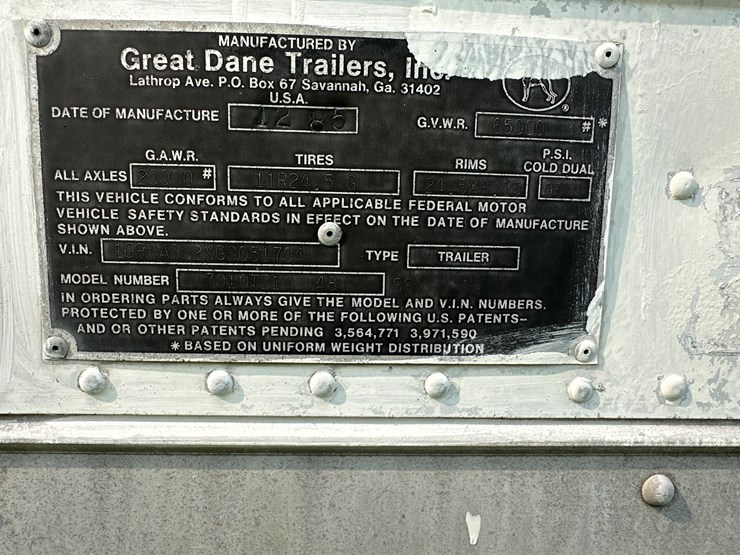 MANUFACTURED BY
Great Dane Trailers, Inc.
Lathrop Ave. P.O. Box 67 Savannah, Ga. 31402
U.S.A.
DATE OF MANUFACTURE 12 85 G.V.W.R. 65000 # *
G.A.W.R. TIRES RIMS P.S.I. COLD DUAL
ALL AXLES 20000 # 11R24.5 G
THIS VEHICLE CONFORMS TO ALL APPLICABLE FEDERAL MOTOR
VEHICLE SAFETY STANDARDS IN EFFECT ON THE DATE OF MANUFACTURE
SHOWN ABOVE.
V.I.N. TYPE TRAILER
MODEL NUMBER
IN ORDERING PARTS ALWAYS GIVE THE MODEL AND V.I.N. NUMBERS.
PROTECTED BY ONE OR MORE OF THE FOLLOWING U.S. PATENTS-
AND OR OTHER PATENTS PENDING 3,564,771 3,971,590
* BASED ON UNIFORM WEIGHT DISTRIBUTION
®